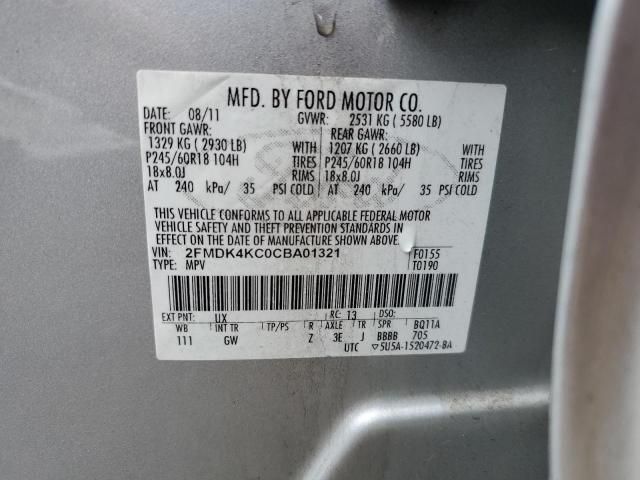 MFD. BY FORD MOTOR CO.
DATE: 08/11 GVWR: 2531 KG ( 5580 LB)
FRONT GAWR: REAR GAWR:
1329 KG ( 2930 LB) WITH 1207 KG ( 2660 LB) WITH
P245/60R18 104H TIRES P245/60R18 104H TIRES
18x8.0J RIMS 18x8.0J RIMS
AT 240 kPa/ 35 PSI COLD AT 240 kPa/ 35 PSI COLD
THIS VEHICLE CONFORMS TO ALL APPLICABLE FEDERAL MOTOR
VEHICLE SAFETY AND THEFT PREVENTION STANDARDS IN
EFFECT ON THE DATE OF MANUFACTURE SHOWN ABOVE.
VIN: 2FMDK4KC0CBA01321 F0155
TYPE: MPV T0190
EXT PNT: UX RC: 13 DSO:
WB INT TR TP/PS R AXLE TR SPR BQ11A
111 GW Z 3E J BBBB 705
UTC ▽5U5A-1520472-BA
Ford